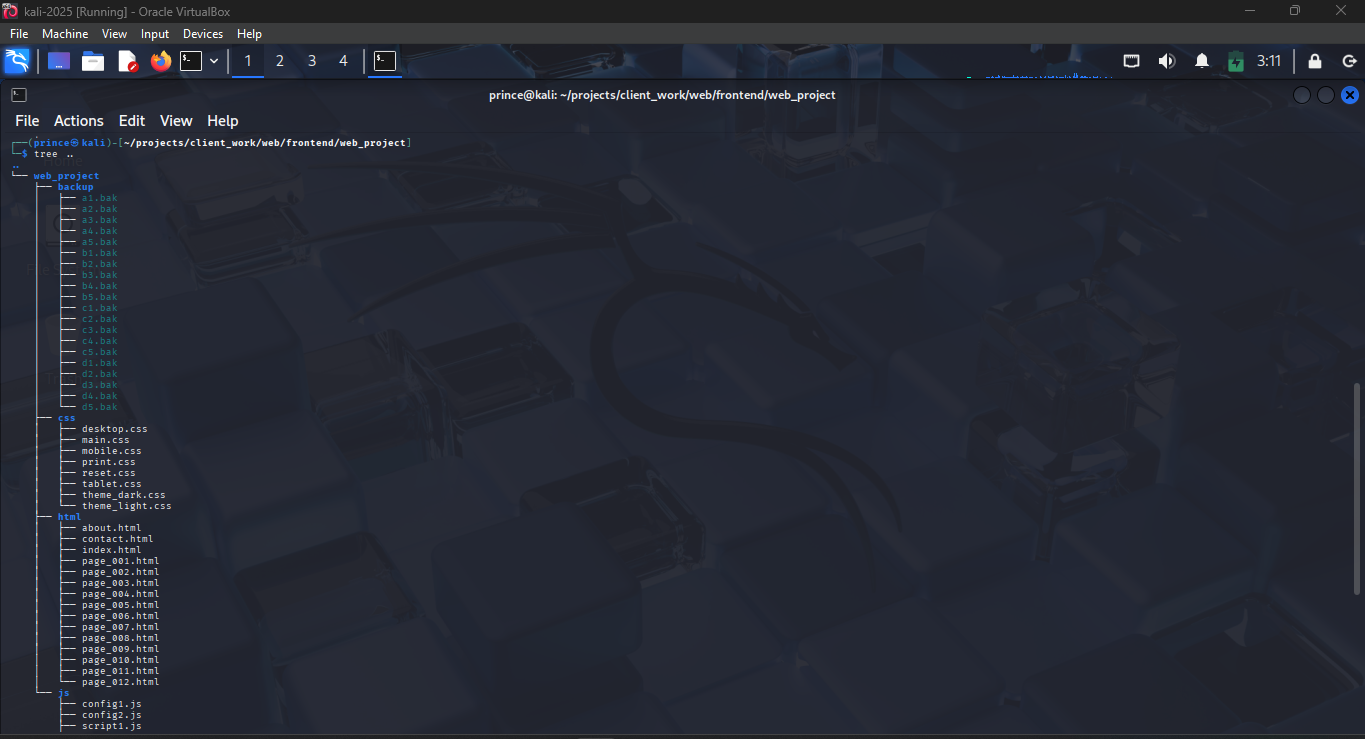 kali-2025 [Running] - Oracle VirtualBox
File Machine View Input Devices Help
1 2 3 4 3:11
prince@kali: ~/projects/client_work/web/frontend/web_project
File Actions Edit View Help
┌──(prince㉿kali)-[~/projects/client_work/web/frontend/web_project]
└─$ tree ..
..
└── web_project
├── backup
│   ├── a1.bak
│   ├── a2.bak
│   ├── a3.bak
│   ├── a4.bak
│   ├── a5.bak
│   ├── b1.bak
│   ├── b2.bak
│   ├── b3.bak
│   ├── b4.bak
│   ├── b5.bak
│   ├── c1.bak
│   ├── c2.bak
│   ├── c3.bak
│   ├── c4.bak
│   ├── c5.bak
│   ├── d1.bak
│   ├── d2.bak
│   ├── d3.bak
│   ├── d4.bak
│   └── d5.bak
├── css
│   ├── desktop.css
│   ├── main.css
│   ├── mobile.css
│   ├── print.css
│   ├── reset.css
│   ├── tablet.css
│   ├── theme_dark.css
│   └── theme_light.css
├── html
│   ├── about.html
│   ├── contact.html
│   ├── index.html
│   ├── page_001.html
│   ├── page_002.html
│   ├── page_003.html
│   ├── page_004.html
│   ├── page_005.html
│   ├── page_006.html
│   ├── page_007.html
│   ├── page_008.html
│   ├── page_009.html
│   ├── page_010.html
│   ├── page_011.html
│   └── page_012.html
└── js
├── config1.js
├── config2.js
├── script1.js